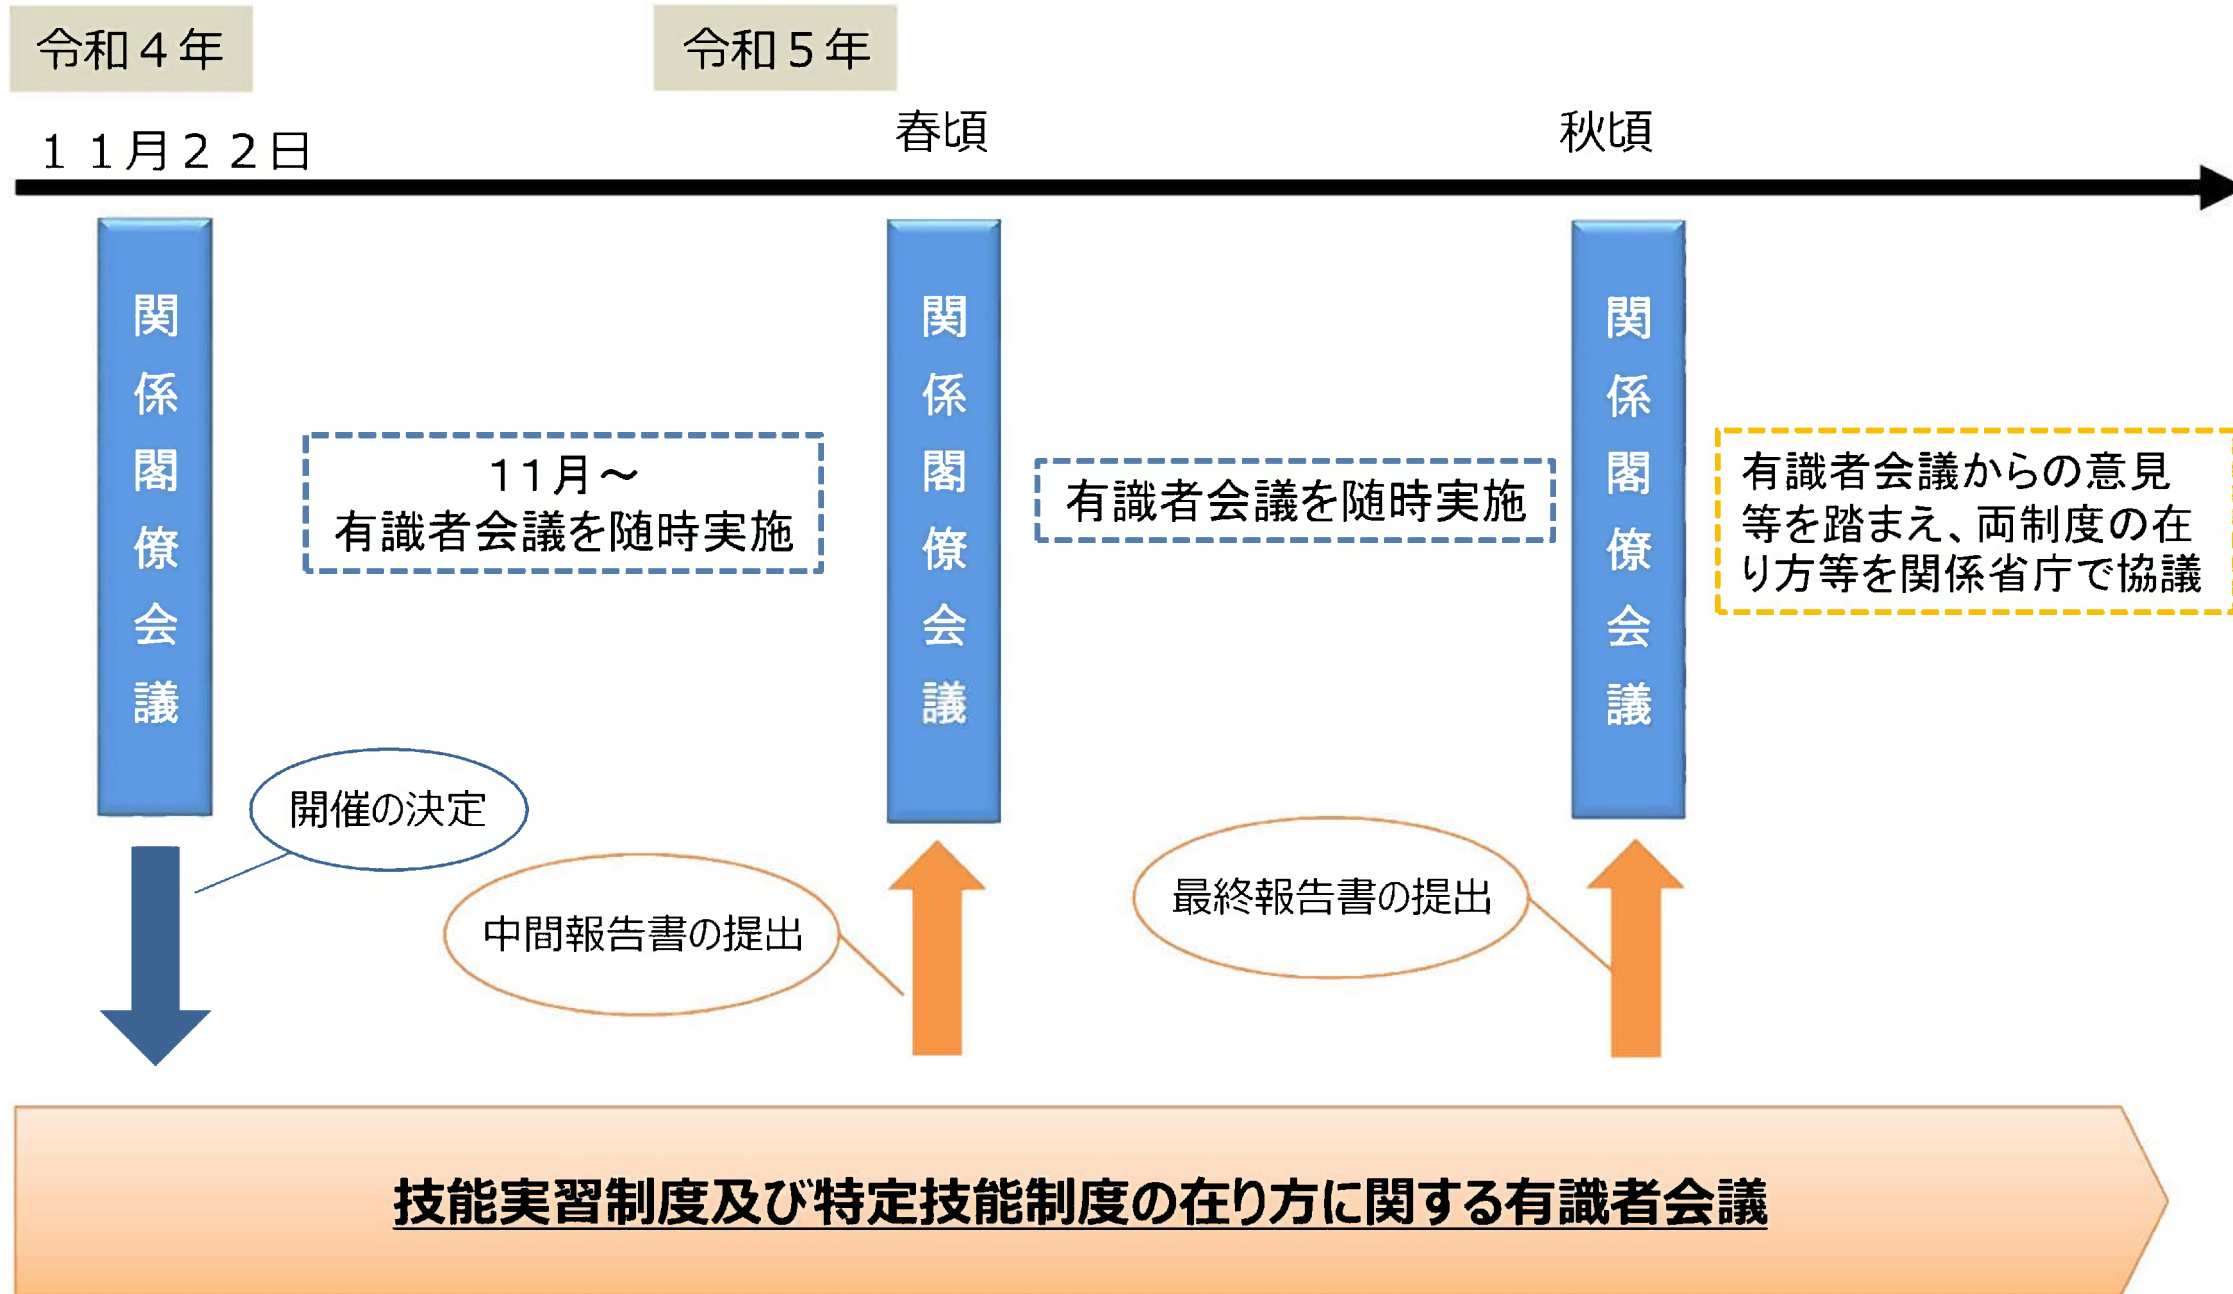 令和４年
令和５年
１１月２２日
春頃
秋頃
関係閣僚会議
関係閣僚会議
関係閣僚会議
１１月～
有識者会議を随時実施
有識者会議を随時実施
有識者会議からの意見
等を踏まえ、両制度の在
り方等を関係省庁で協議
開催の決定
中間報告書の提出
最終報告書の提出
技能実習制度及び特定技能制度の在り方に関する有識者会議